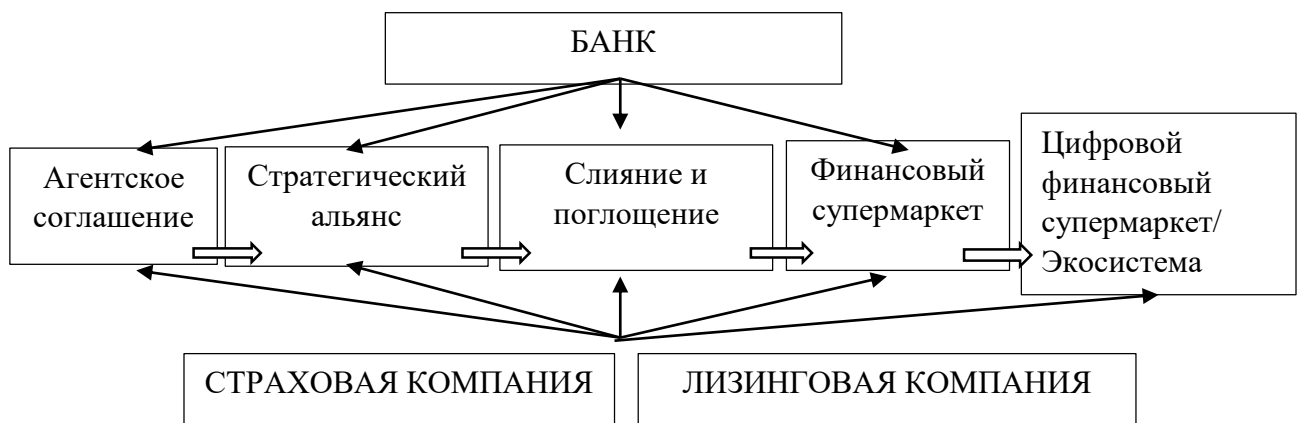 БАНК
Агентское
соглашение
Стратегический
альянс
Слияние и
поглощение
Финансовый
супермаркет
Цифровой
финансовый
супермаркет/
Экосистема
СТРАХОВАЯ КОМПАНИЯ
ЛИЗИНГОВАЯ КОМПАНИЯ